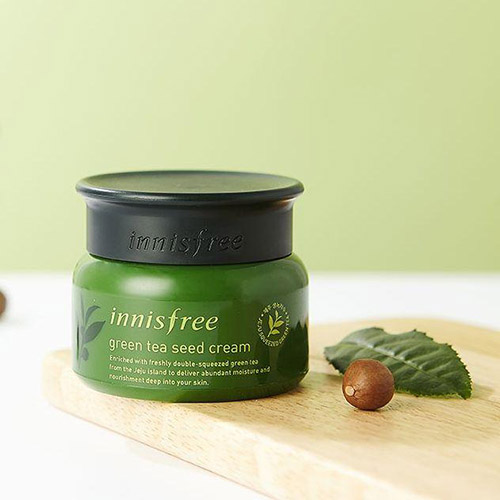 innisfree
innisfree
green tea seed cream
Enriched with freshly double-squeezed green tea
from the Jeju island to deliver abundant moisture and
nourishment deep into your skin.